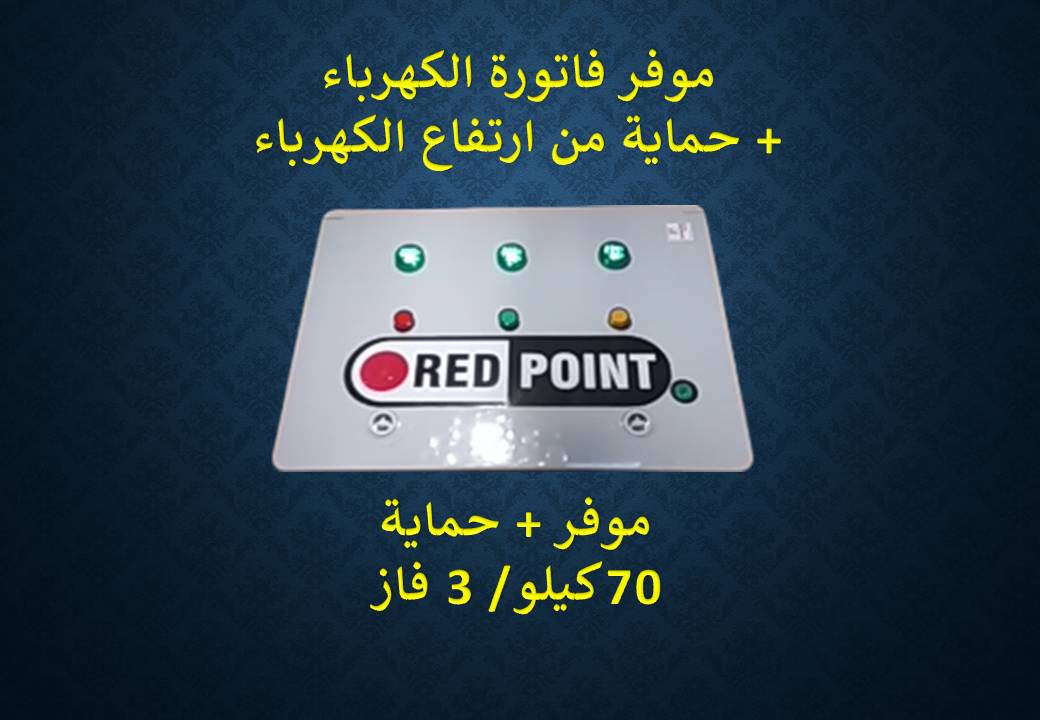 موفر فاتورة الكهرباء
+ حماية من ارتفاع الكهرباء
RED POINT
موفر + حماية
70كيلو/ 3 فاز